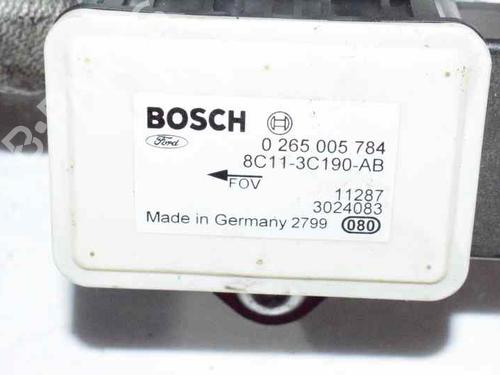 BOSCH
Ford
0 265 005 784
8C11-3C190-AB
FOV
11287
3024083
Made in Germany 2799 080